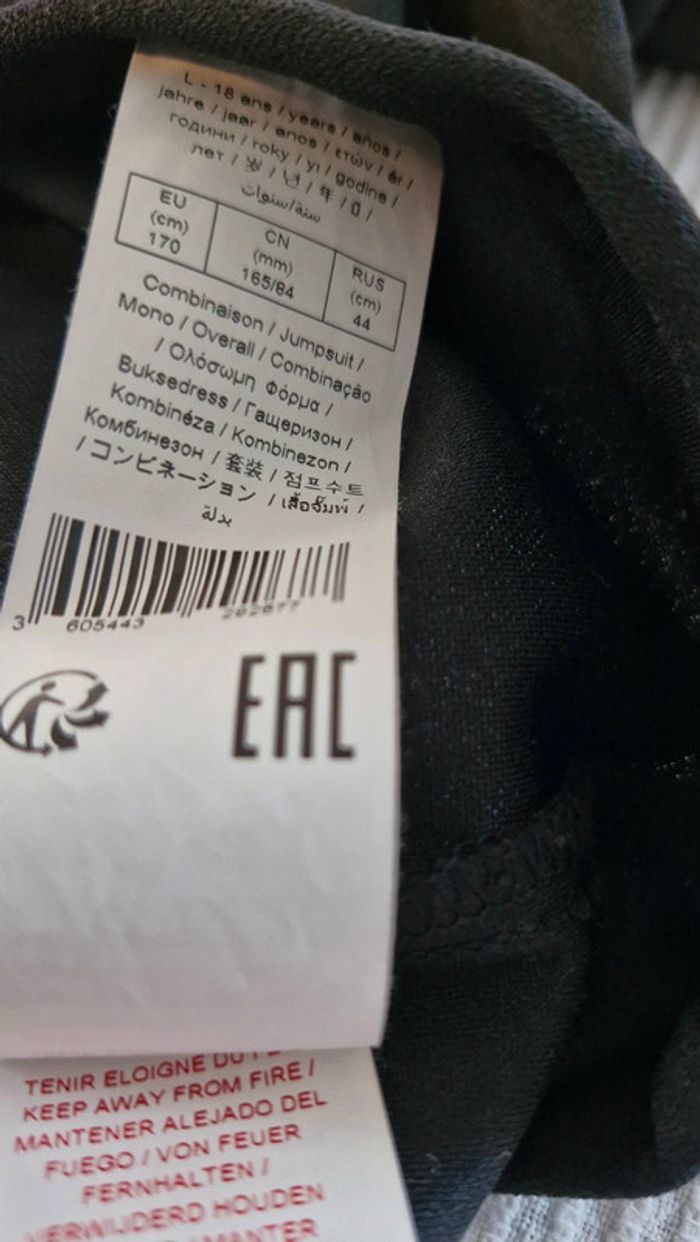 L - 18 ans / years / años /
jahre / jaar / anos / ετών / år /
години / roky / yı / godine /
лет / 岁 / 년 / 年 / ปี /
سنة/سنوات
EU CN RUS
(cm) (mm) (cm)
170 165/84 44
Combinaison / Jumpsuit /
Mono / Overall / Combinação
/ Ολόσωμη Φόρμα /
Buksedress / Гащеризон /
Kombinéza / Kombinezon /
Комбинезон / 套装 / 점프수트
/ コンビネーション / เสื้อจั๊มพ์ /
بدلة
3 605443 262677
EAC
TENIR ELOIGNE DU
KEEP AWAY FROM FIRE /
MANTENER ALEJADO DEL
FUEGO / VON FEUER
FERNHALTEN /
VERWIJDERD HOUDEN
/ MANTER